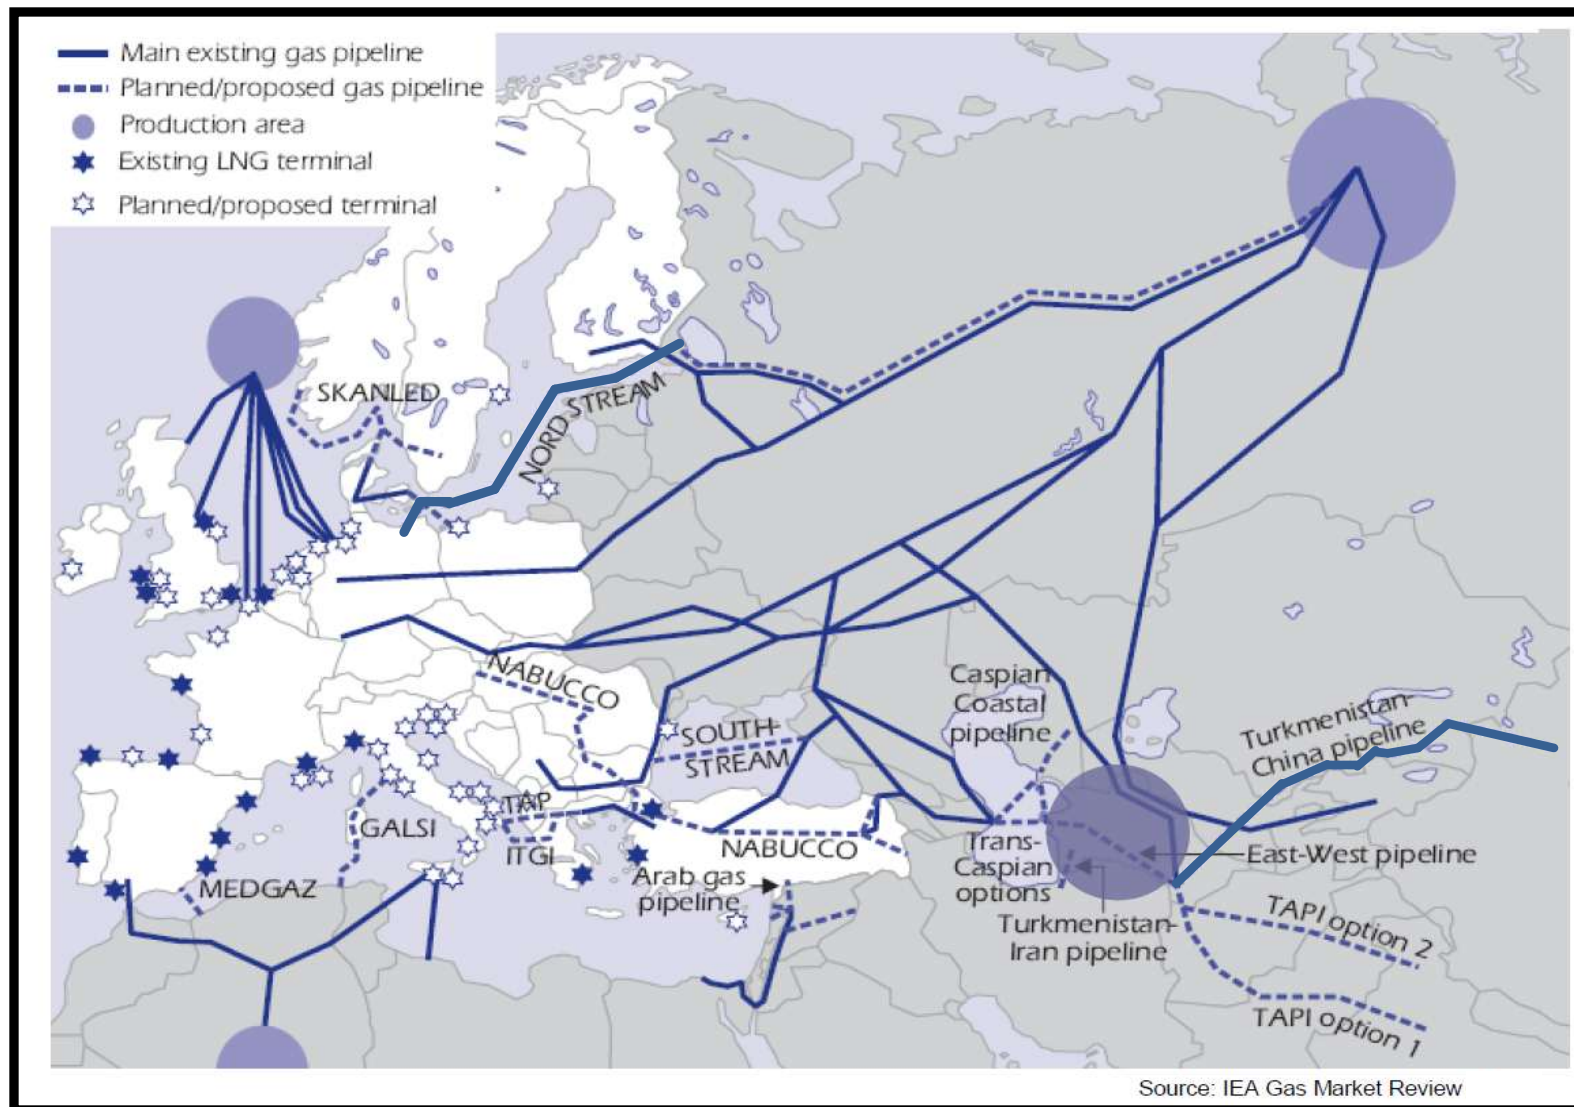 Main existing gas pipeline
Planned/proposed gas pipeline
Production area
Existing LNG terminal
Planned/proposed terminal
SKANLED
NORD STREAM
NABUCCO
SOUTH-
STREAM
Caspian
Coastal
pipeline
Turkmenistan-
China pipeline
TAP
GALSI
ITGI
NABUCCO
MEDGAZ
Arab gas
pipeline
Trans-
Caspian
options
East-West pipeline
Turkmenistan-
Iran pipeline
TAPI option 2
TAPI option 1
Source: IEA Gas Market Review